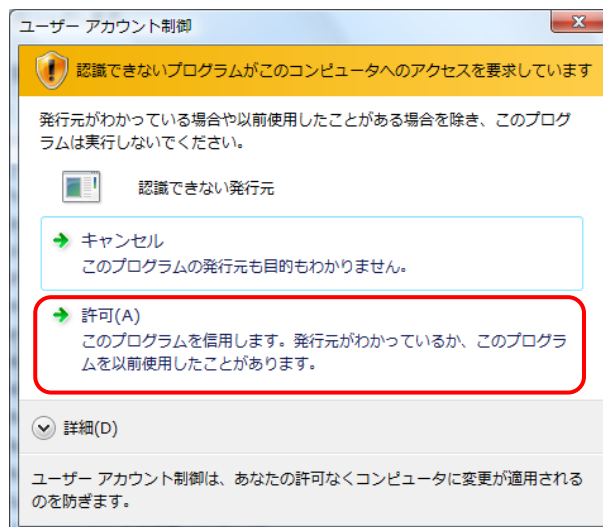 ユーザー アカウント制御
認識できないプログラムがこのコンピュータへのアクセスを要求しています
発行元がわかっている場合や以前使用したことがある場合を除き、このプログ
ラムは実行しないでください。
認識できない発行元
キャンセル
このプログラムの発行元も目的もわかりません。
許可(A)
このプログラムを信用します。発行元がわかっているか、このプログラ
ムを以前使用したことがあります。
詳細(D)
ユーザー アカウント制御は、あなたの許可なくコンピュータに変更が適用される
のを防ぎます。